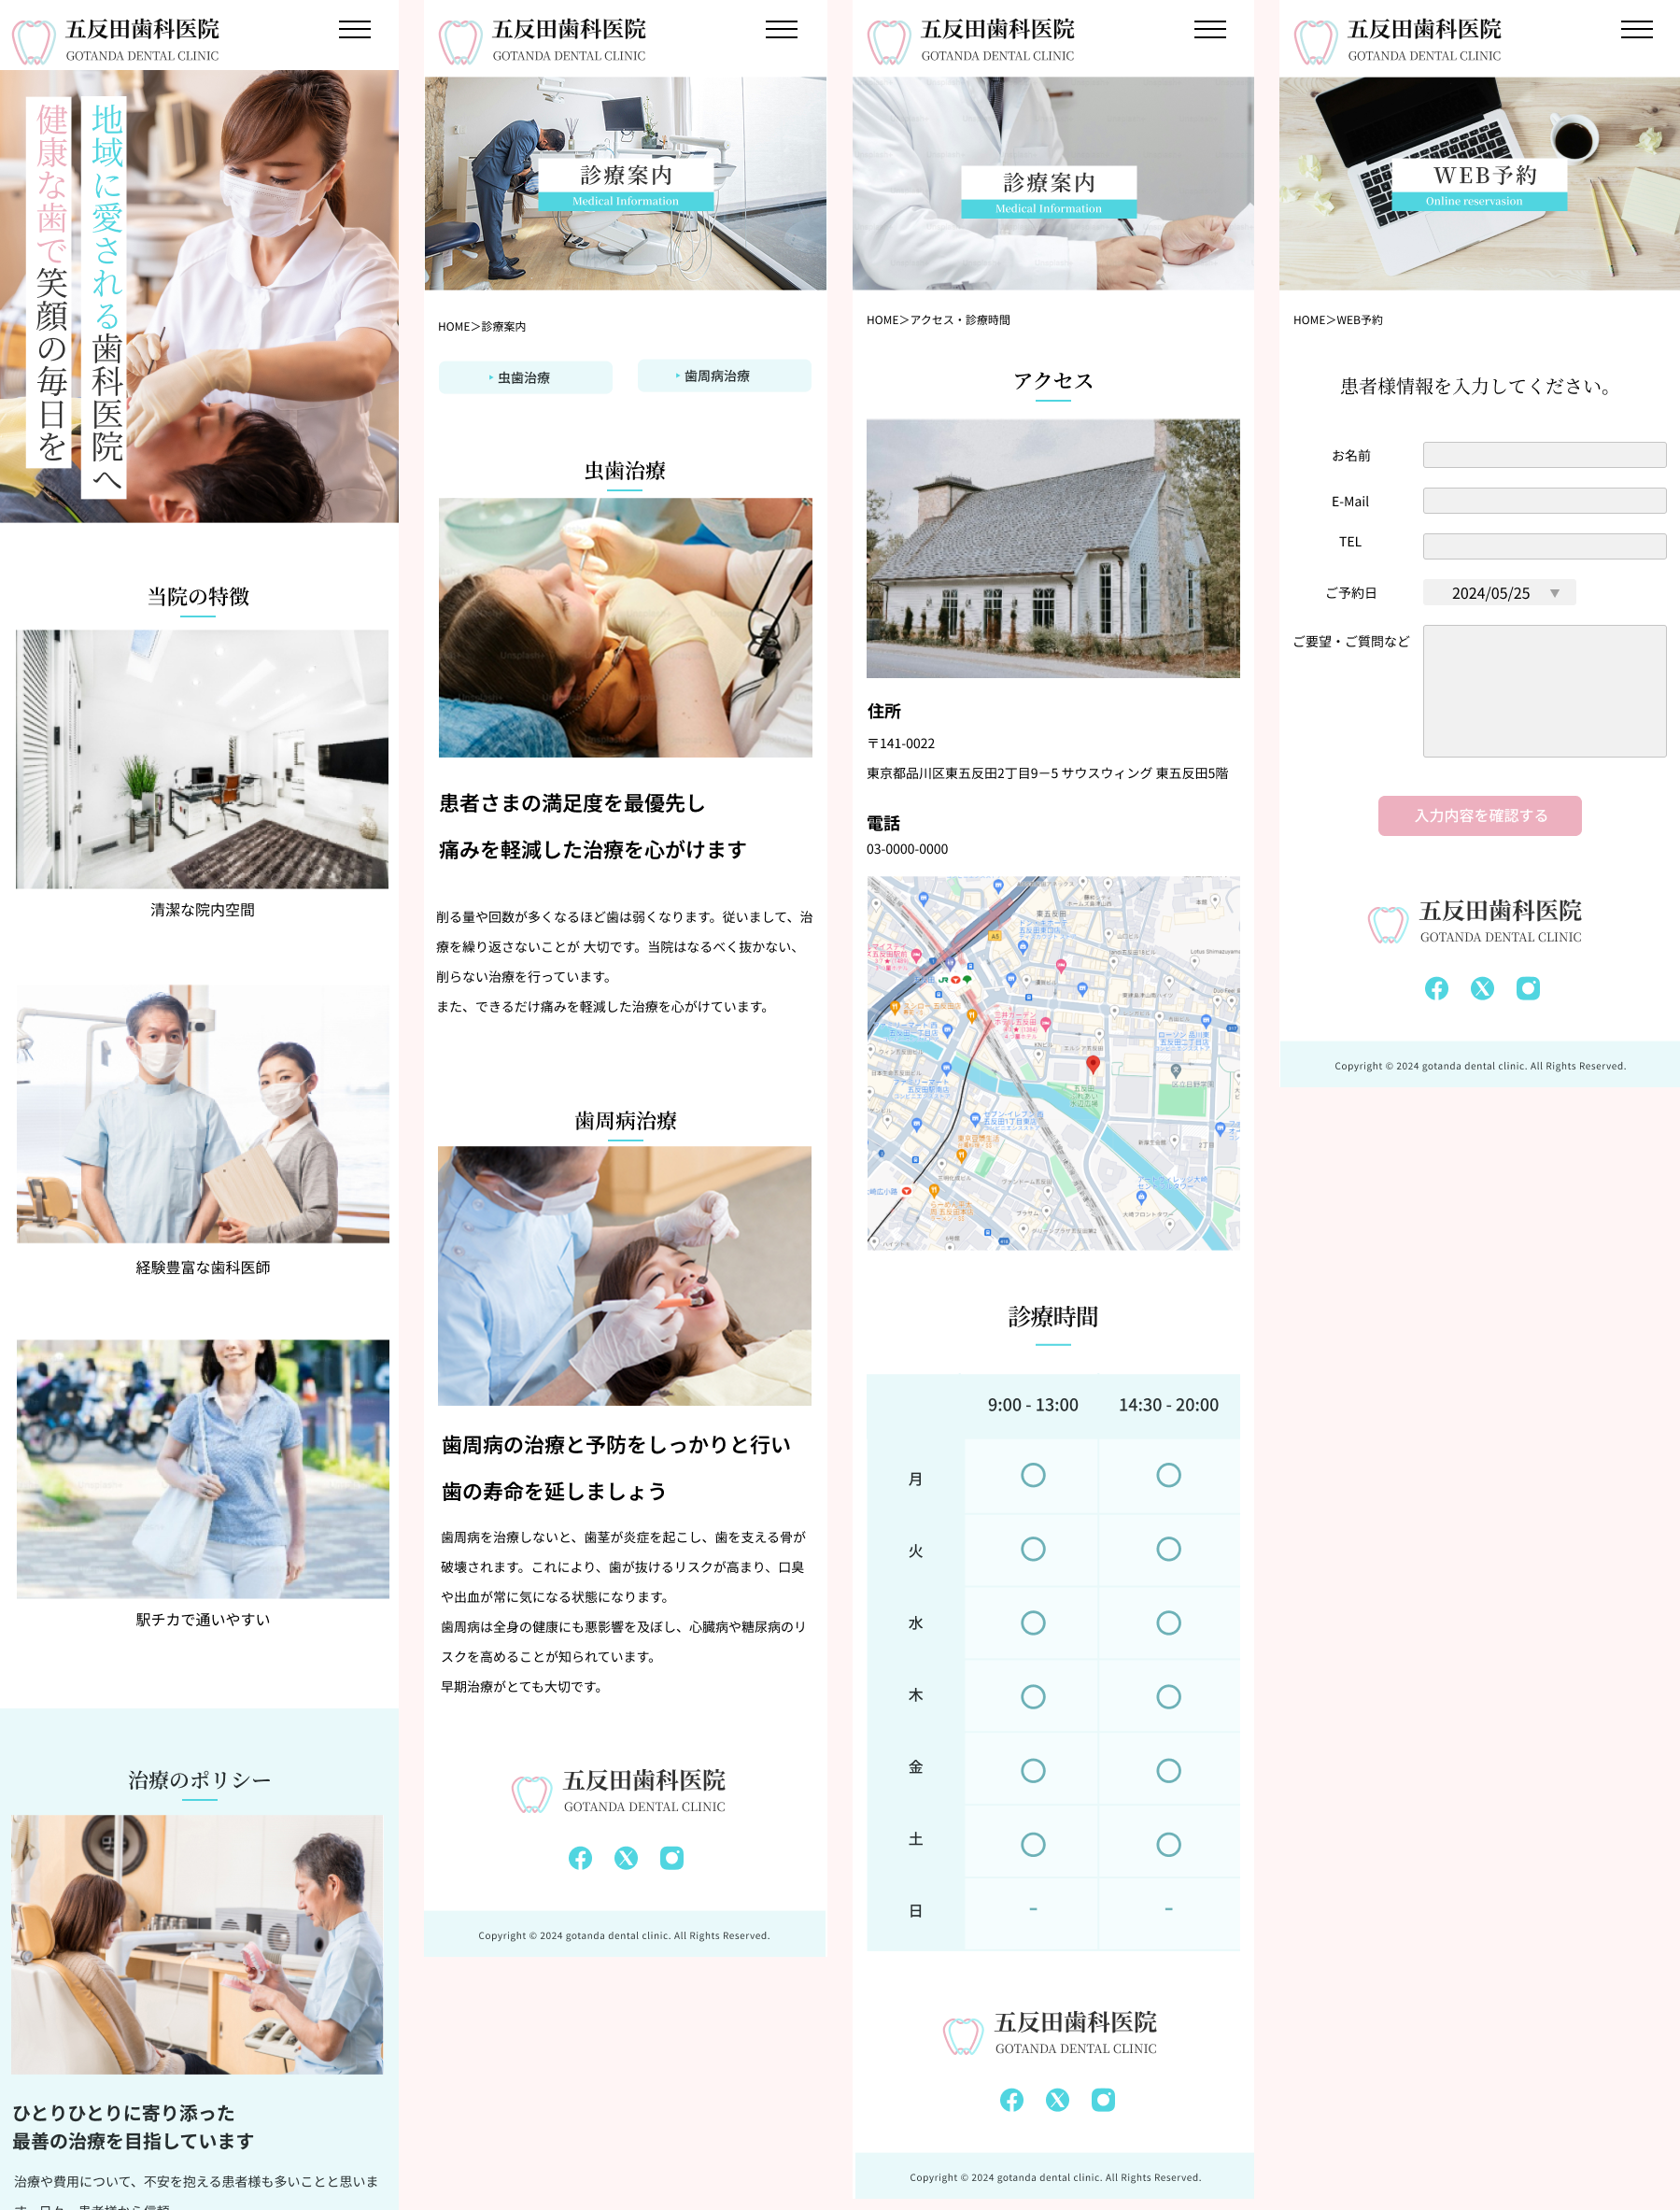 五反田歯科医院
GOTANDA DENTAL CLINIC
地域に愛される歯科医院へ
健康な歯で笑顔の毎日を
当院の特徴
清潔な院内空間
経験豊富な歯科医師
駅チカで通いやすい
治療のポリシー
ひとりひとりに寄り添った
最善の治療を目指しています
治療や費用について、不安を抱える患者様も多いことと思いま
五反田歯科医院
GOTANDA DENTAL CLINIC
診療案内
Medical Information
HOME＞診療案内
虫歯治療
歯周病治療
虫歯治療
患者さまの満足度を最優先し
痛みを軽減した治療を心がけます
削る量や回数が多くなるほど歯は弱くなります。従いまして、治
療を繰り返さないことが 大切です。当院はなるべく抜かない、
削らない治療を行っています。
また、できるだけ痛みを軽減した治療を心がけています。
歯周病治療
歯周病の治療と予防をしっかりと行い
歯の寿命を延しましょう
歯周病を治療しないと、歯茎が炎症を起こし、歯を支える骨が
破壊されます。これにより、歯が抜けるリスクが高まり、口臭
や出血が常に気になる状態になります。
歯周病は全身の健康にも悪影響を及ぼし、心臓病や糖尿病のリ
スクを高めることが知られています。
早期治療がとても大切です。
五反田歯科医院
GOTANDA DENTAL CLINIC
Copyright © 2024 gotanda dental clinic. All Rights Reserved.
五反田歯科医院
GOTANDA DENTAL CLINIC
診療案内
Medical Information
HOME＞アクセス・診療時間
アクセス
住所
〒141-0022
東京都品川区東五反田2丁目9−5 サウスウィング 東五反田5階
電話
03-0000-0000
東五反田
診療時間
9:00 - 13:00 14:30 - 20:00
月 ○ ○
火 ○ ○
水 ○ ○
木 ○ ○
金 ○ ○
土 ○ ○
日 - -
五反田歯科医院
GOTANDA DENTAL CLINIC
Copyright © 2024 gotanda dental clinic. All Rights Reserved.
五反田歯科医院
GOTANDA DENTAL CLINIC
WEB予約
Online reservasion
HOME＞WEB予約
患者様情報を入力してください。
お名前
E-Mail
TEL
ご予約日 2024/05/25 ▼
ご要望・ご質問など
入力内容を確認する
五反田歯科医院
GOTANDA DENTAL CLINIC
Copyright © 2024 gotanda dental clinic. All Rights Reserved.